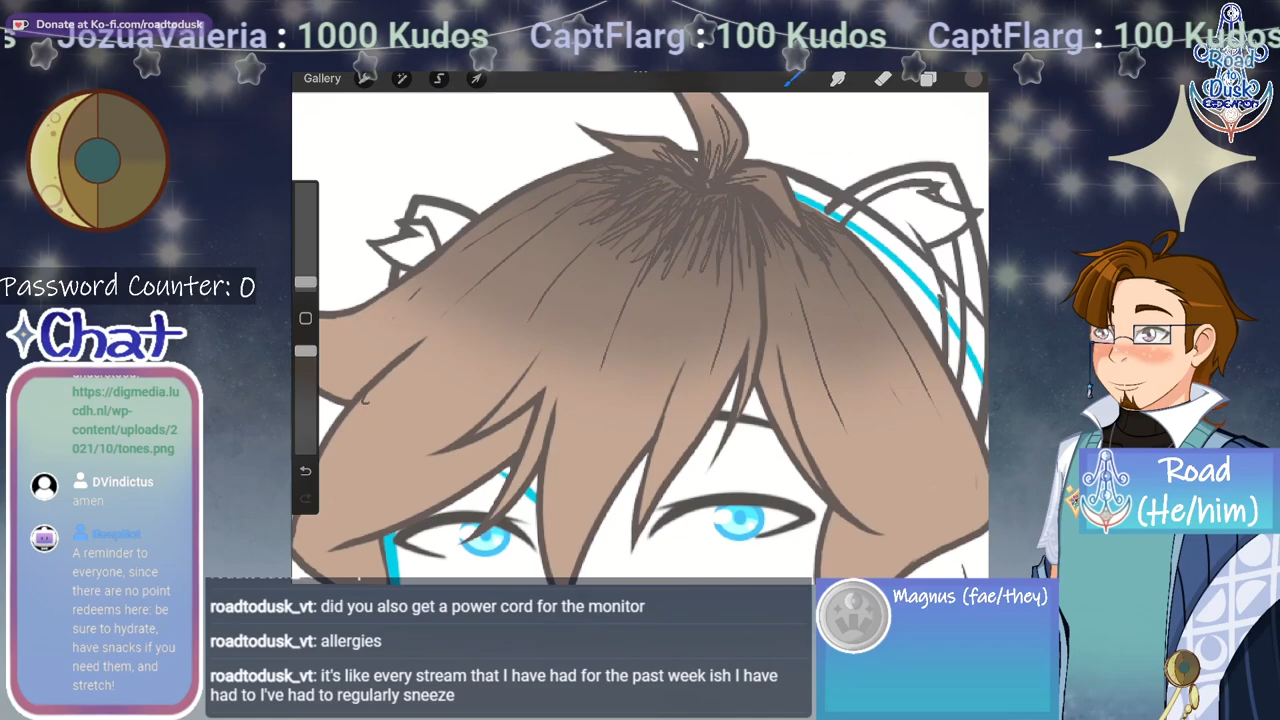 Donate at Ko-fi.com/roadtodusk
s JozuaValeria : 1000 Kudos CaptFlarg : 100 Kudos CaptFlarg : 100 Kudos
Road
to
Dusk
Gallery
Password Counter: 0
Chat
https://digmedia.lu
cdh.nl/wp-
content/uploads/2
021/10/tones.png
DVindictus
amen
A reminder to
everyone, since
there are no point
redeems here: be
sure to hydrate,
have snacks if you
need them, and
stretch!
roadtodusk_vt: did you also get a power cord for the monitor
roadtodusk_vt: allergies
roadtodusk_vt: it's like every stream that I have had for the past week ish I have
had to I've had to regularly sneeze
Magnus (fae/they)
Road
(He/him)